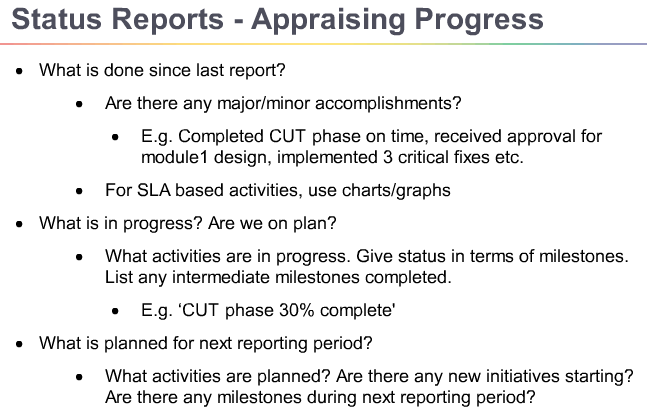 Status Reports - Appraising Progress
• What is done since last report?
• Are there any major/minor accomplishments?
• E.g. Completed CUT phase on time, received approval for
module1 design, implemented 3 critical fixes etc.
• For SLA based activities, use charts/graphs
• What is in progress? Are we on plan?
• What activities are in progress. Give status in terms of milestones.
List any intermediate milestones completed.
• E.g. ‘CUT phase 30% complete'
• What is planned for next reporting period?
• What activities are planned? Are there any new initiatives starting?
Are there any milestones during next reporting period?